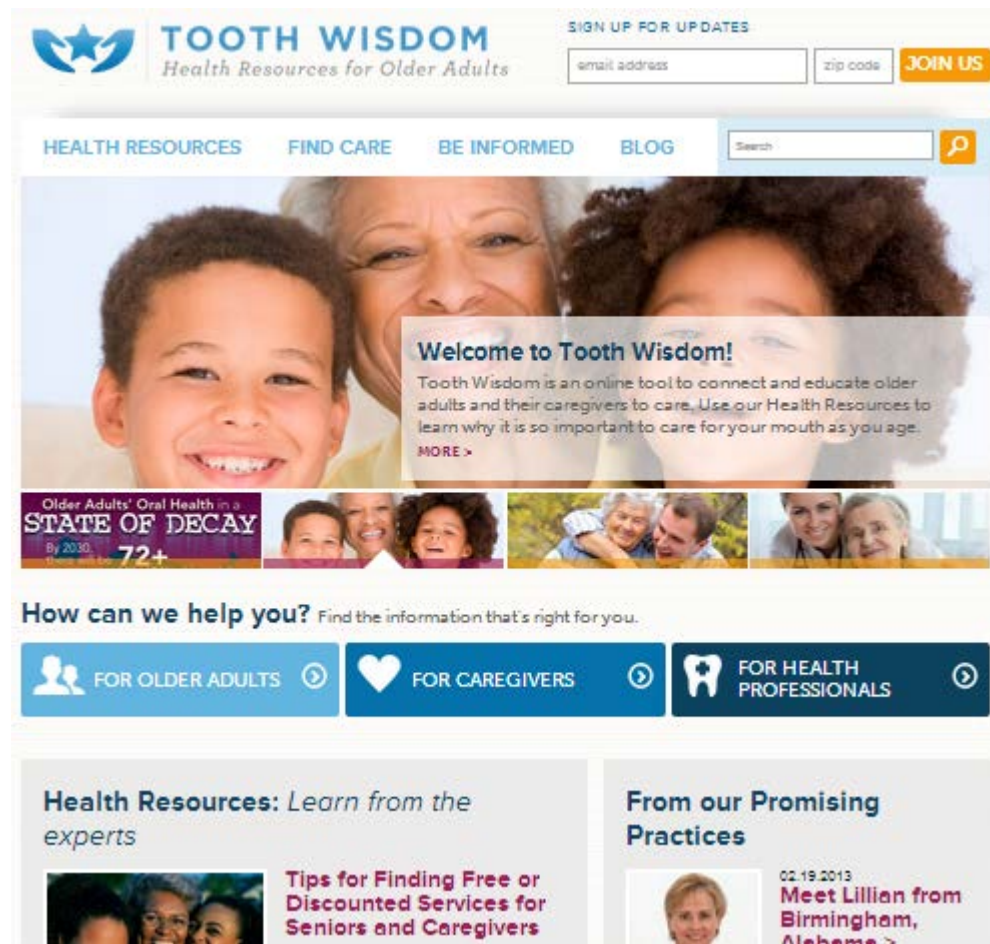 TOOTH WISDOM
Health Resources for Older Adults
SIGN UP FOR UPDATES
email address
zip code
JOIN US
HEALTH RESOURCES
FIND CARE
BE INFORMED
BLOG
Search
Welcome to Tooth Wisdom!
Tooth Wisdom is an online tool to connect and educate older
adults and their caregivers to care. Use our Health Resources to
learn why it is so important to care for your mouth as you age.
MORE >
Older Adults' Oral Health in a
STATE OF DECAY
By 2030,
there will be 72+
How can we help you? Find the information that's right for you.
FOR OLDER ADULTS
FOR CAREGIVERS
FOR HEALTH
PROFESSIONALS
Health Resources: Learn from the
experts
Tips for Finding Free or
Discounted Services for
Seniors and Caregivers
From our Promising
Practices
02.19.2013
Meet Lillian from
Birmingham,
Alabama >